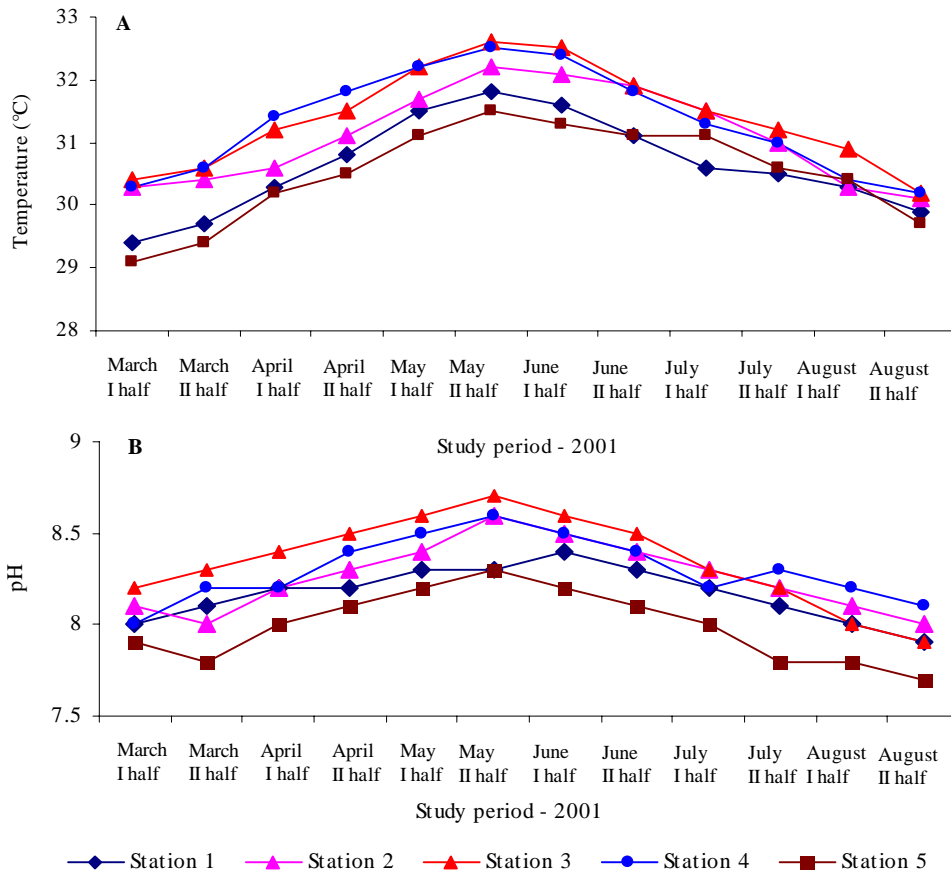 A
33
32
31
30
29
28
Temperature (°C)
March March April April May May June June July July August August
I half II half I half II half I half II half I half II half I half II half I half II half
Study period - 2001
B
9
8.5
8
7.5
pH
March March April April May May June June July July August August
I half II half I half II half I half II half I half II half I half II half I half II half
Study period - 2001
Station 1 Station 2 Station 3 Station 4 Station 5